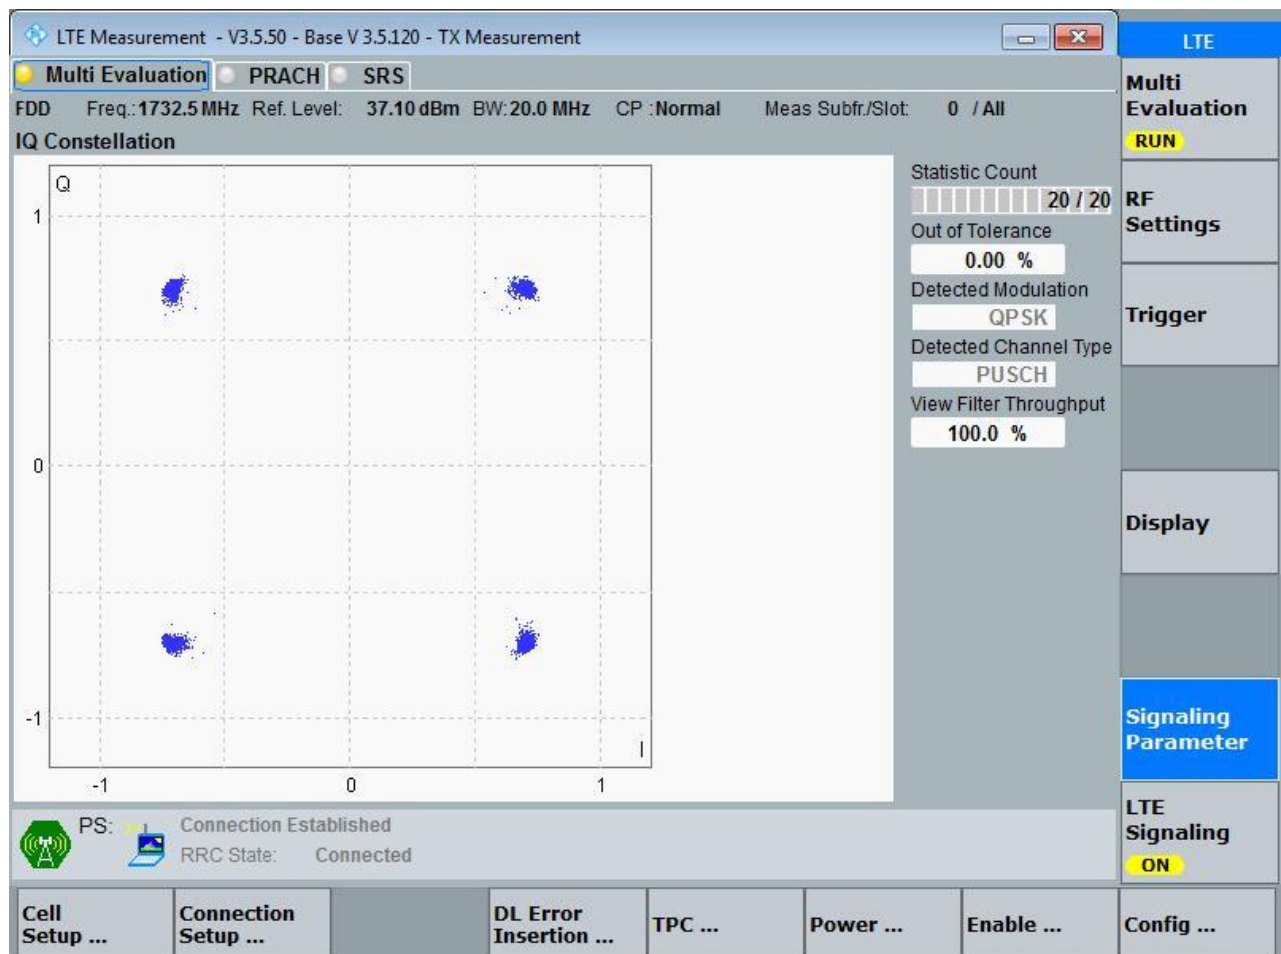 LTE Measurement - V3.5.50 - Base V 3.5.120 - TX Measurement
LTE
Multi Evaluation PRACH SRS
FDD Freq.:1732.5 MHz Ref. Level: 37.10 dBm BW:20.0 MHz CP :Normal Meas Subfr./Slot: 0 / All
IQ Constellation
Q
1
0
-1
I
-1 0 1
Statistic Count
20 / 20
Out of Tolerance
0.00 %
Detected Modulation
QPSK
Detected Channel Type
PUSCH
View Filter Throughput
100.0 %
Multi
Evaluation
RUN
RF
Settings
Trigger
Display
Signaling
Parameter
LTE
Signaling
ON
PS: Connection Established
RRC State: Connected
Cell
Setup ...
Connection
Setup ...
DL Error
Insertion ...
TPC ...
Power ...
Enable ...
Config ...